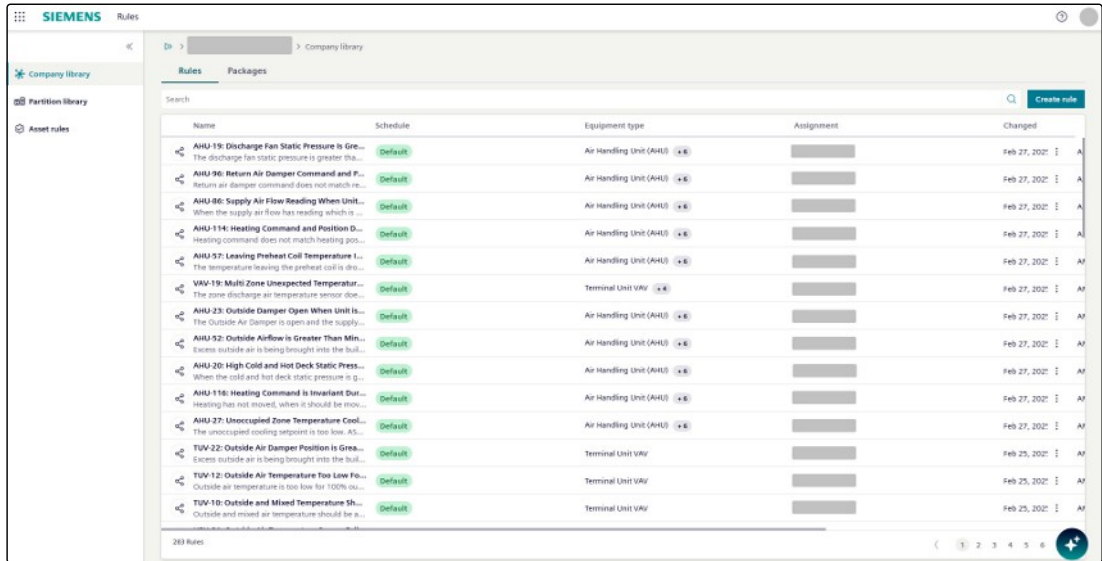 SIEMENS Rules
> > Company library
Company library
Partition library
Asset rules
Rules Packages
Search
Create rule
Name Schedule Equipment type Assignment Changed
AHU-19: Discharge Fan Static Pressure Is Gre...
The discharge fan static pressure is greater tha...
Default Air Handling Unit (AHU) + 6 Feb 27, 202
AHU-96: Return Air Damper Command and P...
Return air damper command does not match re...
Default Air Handling Unit (AHU) + 6 Feb 27, 202
AHU-86: Supply Air Flow Reading When Unit...
When the supply air flow has reading which is ...
Default Air Handling Unit (AHU) + 6 Feb 27, 202
AHU-114: Heating Command and Position D...
Heating command does not match heating pos...
Default Air Handling Unit (AHU) + 6 Feb 27, 202
AHU-57: Leaving Preheat Coil Temperature I...
The temperature leaving the preheat coil is dro...
Default Air Handling Unit (AHU) + 6 Feb 27, 202
VAV-19: Multi Zone Unexpected Temperatur...
The zone discharge air temperature sensor doe...
Default Terminal Unit VAV + 4 Feb 27, 202
AHU-23: Outside Damper Open When Unit is...
The Outside Air Damper is open and the supply...
Default Air Handling Unit (AHU) + 6 Feb 27, 202
AHU-52: Outside Airflow is Greater Than Min...
Excess outside air is being brought into the buil...
Default Air Handling Unit (AHU) + 6 Feb 27, 202
AHU-20: High Cold and Hot Deck Static Press...
When the cold and hot deck static pressure is g...
Default Air Handling Unit (AHU) + 6 Feb 27, 202
AHU-116: Heating Command is Invariant Dur...
Heating has not moved, when it should be mov...
Default Air Handling Unit (AHU) + 6 Feb 27, 202
AHU-27: Unoccupied Zone Temperature Cool...
The unoccupied cooling setpoint is too low. AS...
Default Air Handling Unit (AHU) + 6 Feb 27, 202
TUV-22: Outside Air Damper Position is Grea...
Excess outside air is being brought into the buil...
Default Terminal Unit VAV Feb 25, 202
TUV-12: Outside Air Temperature Too Low Fo...
Outside air temperature is too low for 100% ou...
Default Terminal Unit VAV Feb 25, 202
TUV-10: Outside and Mixed Temperature Sh...
Outside and mixed air temperature should be a...
Default Terminal Unit VAV Feb 25, 202
283 Rules
1 2 3 4 5 6